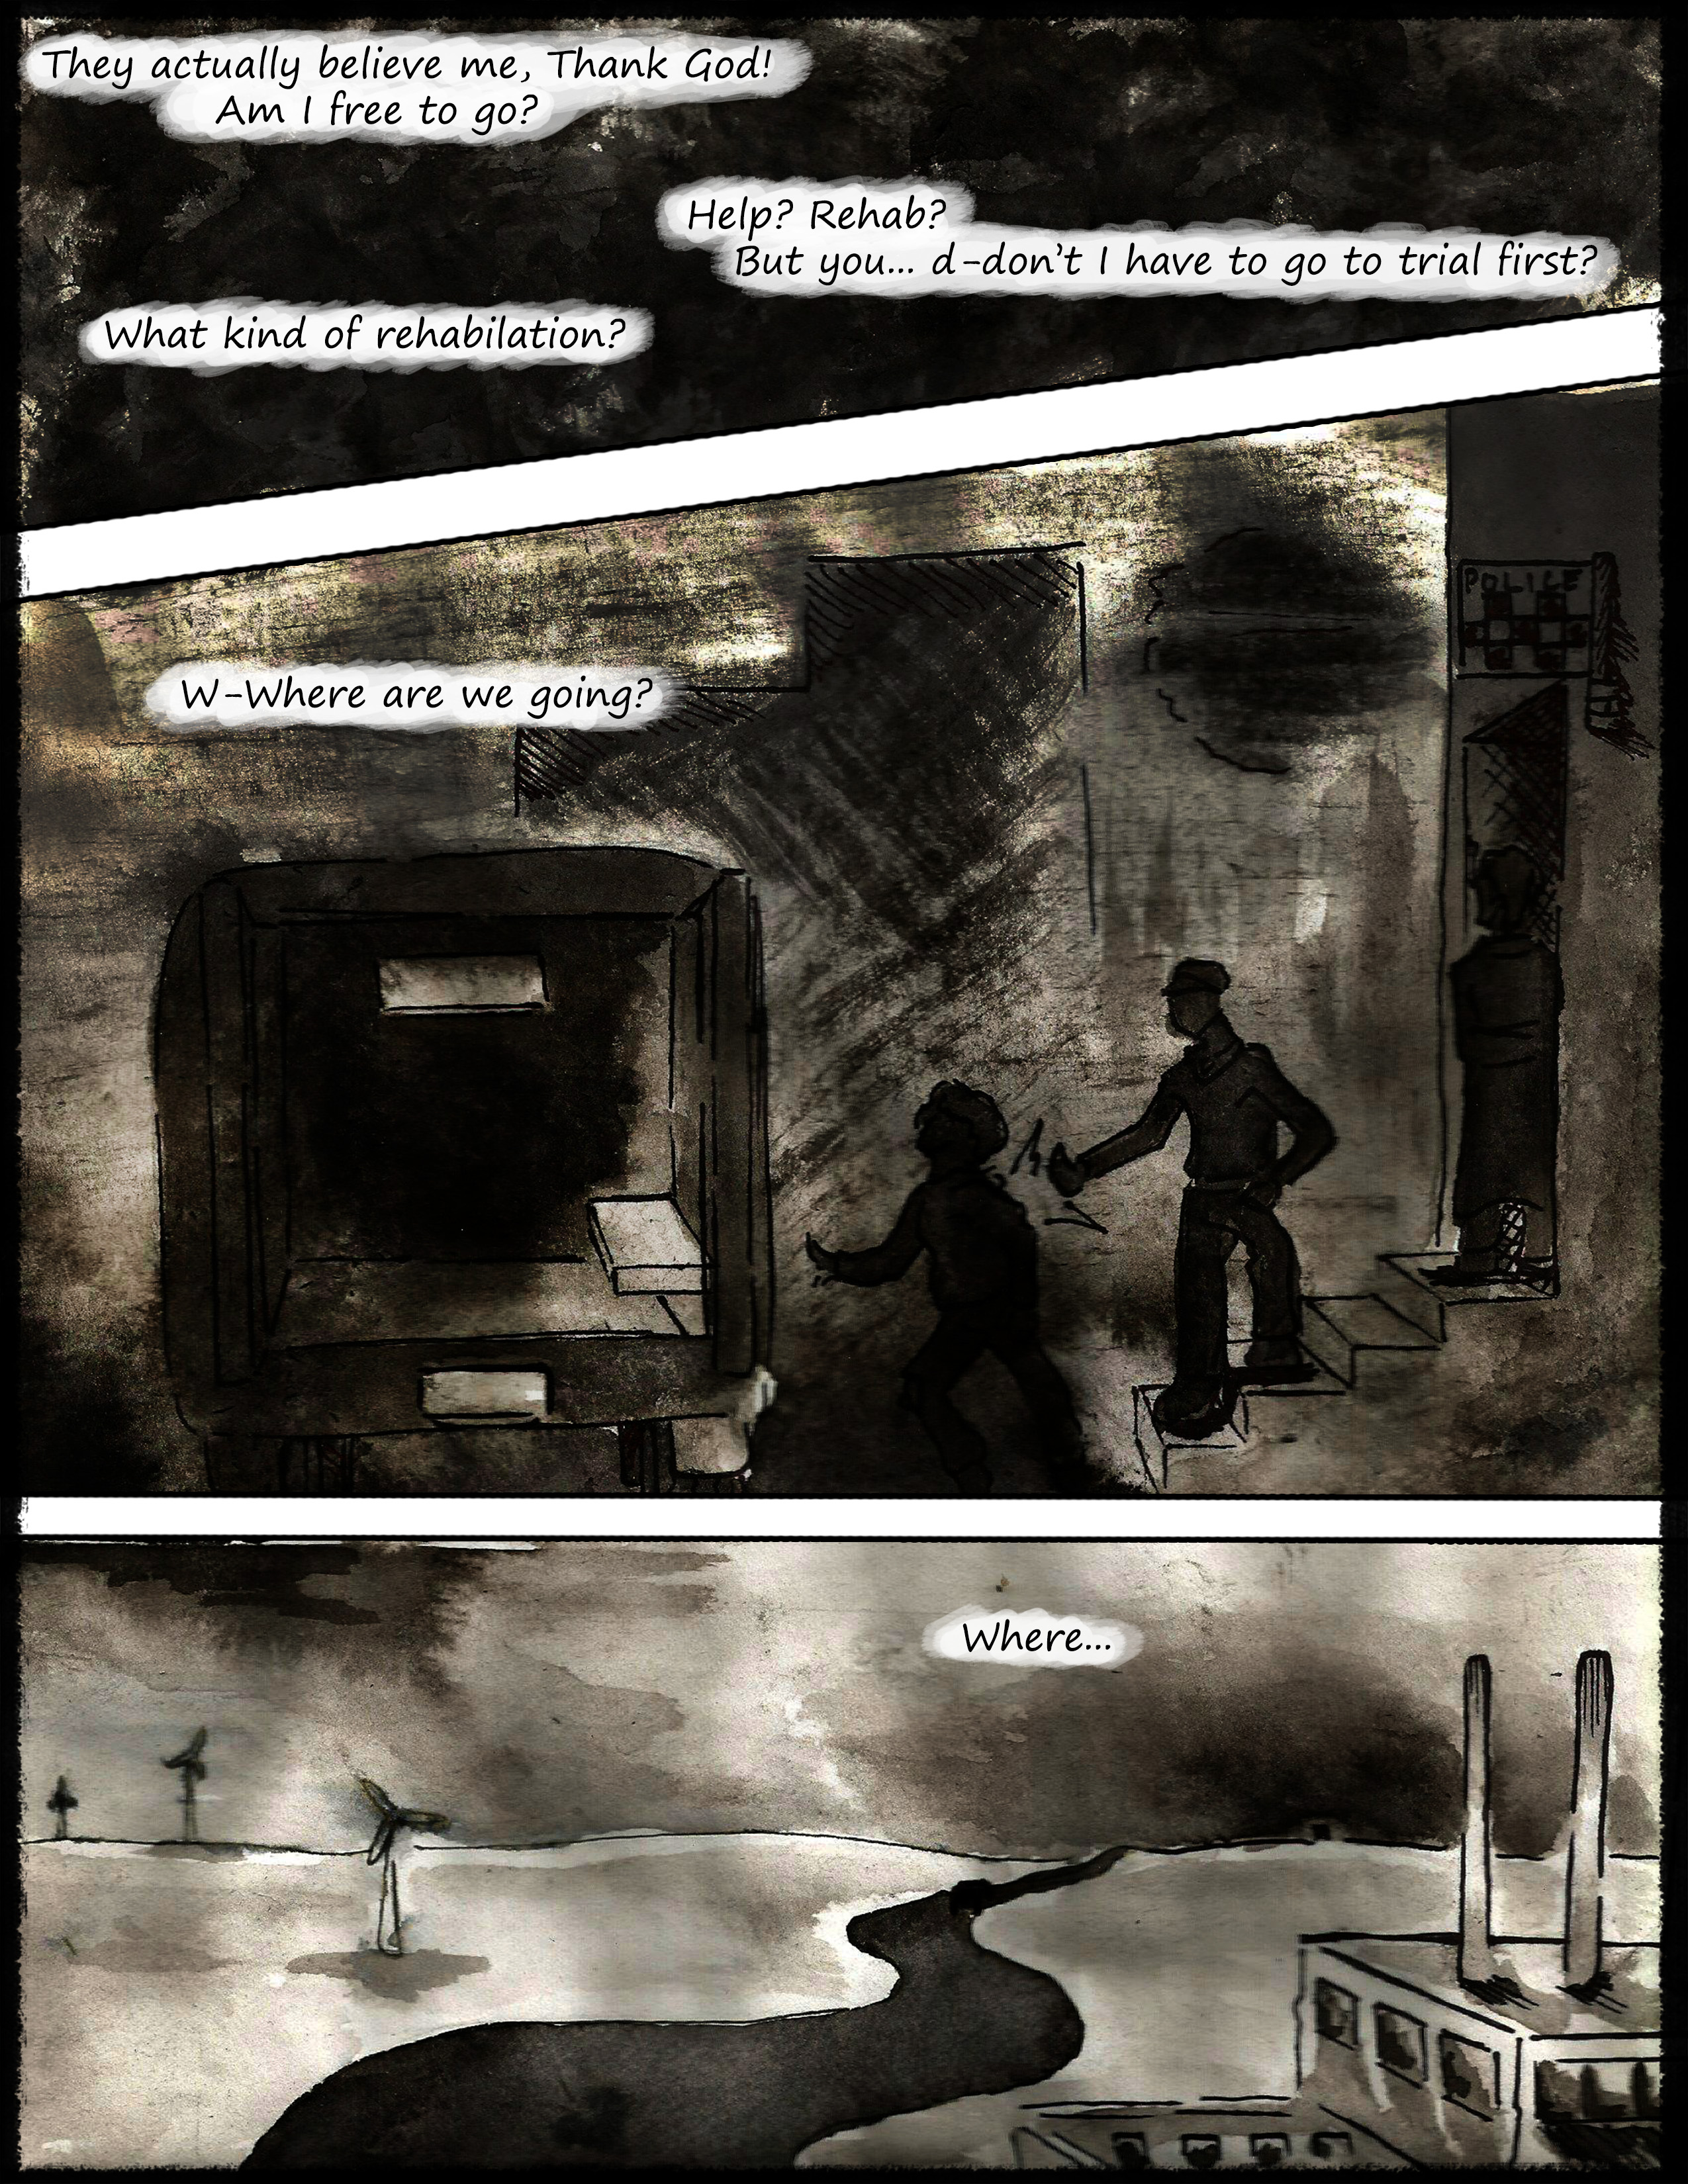 They actually believe me, Thank God!
Am I free to go?
Help? Rehab?
But you... d-don't I have to go to trial first?
What kind of rehabilation?
POLICE
W-Where are we going?
Where...